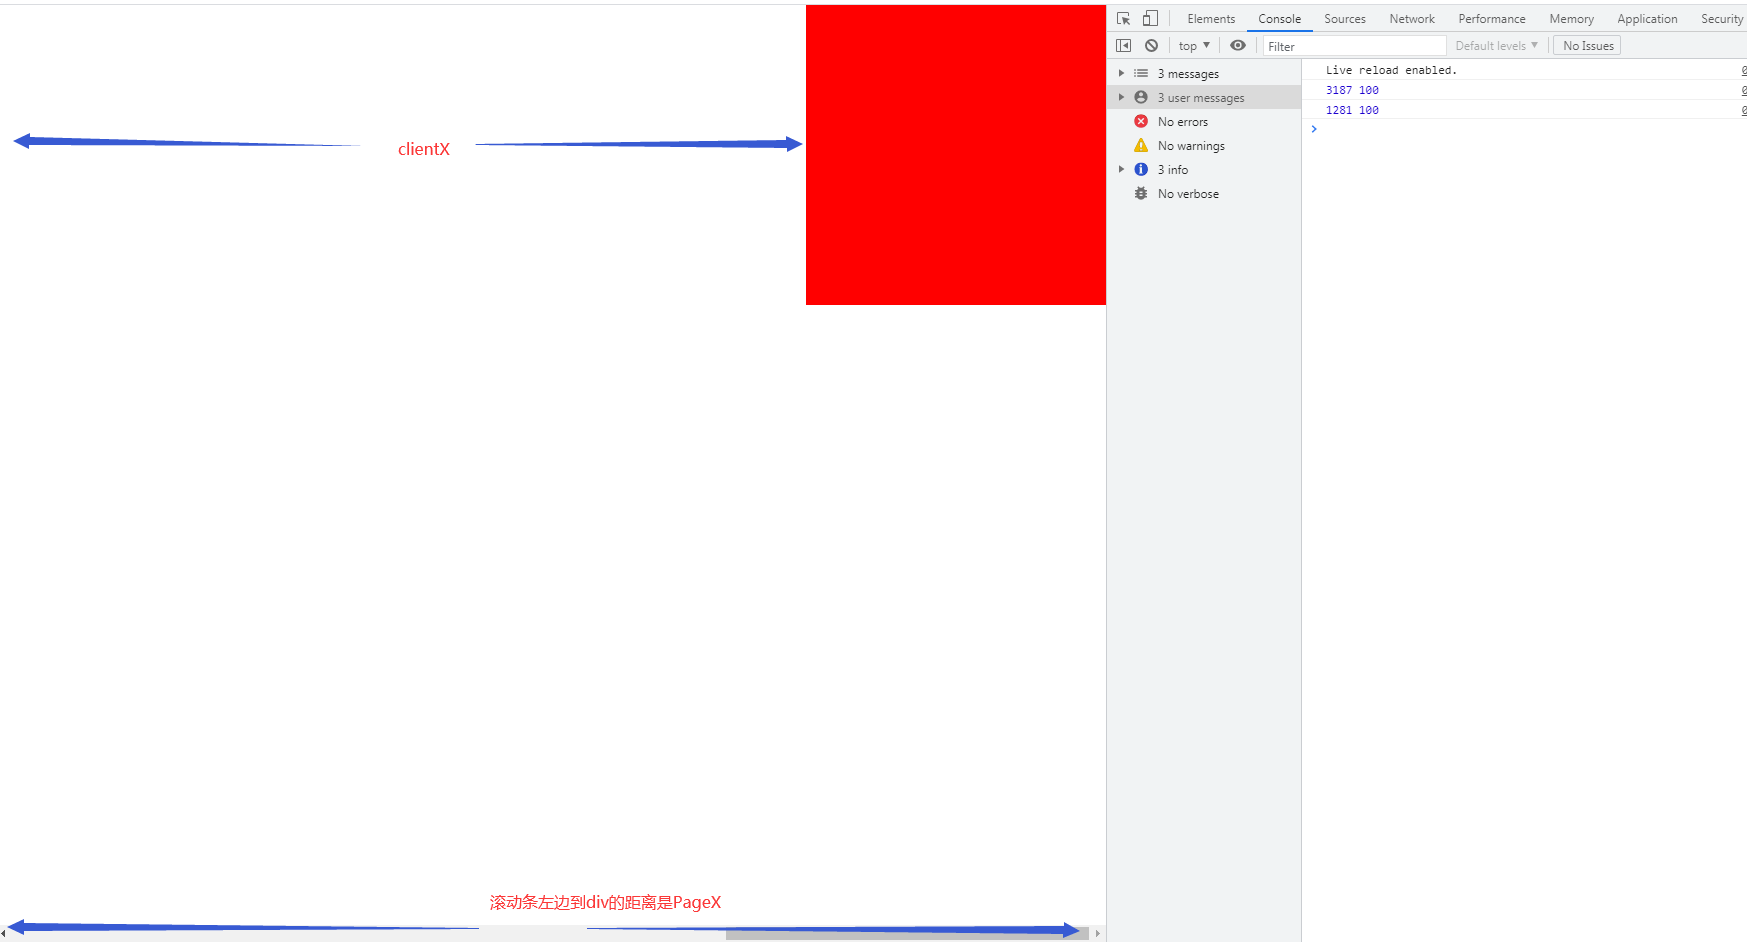 Elements Console Sources Network Performance Memory Application Security
top Filter Default levels No Issues
3 messages
3 user messages
No errors
No warnings
3 info
No verbose
Live reload enabled.
3187 100
1281 100
clientX
滚动条左边到div的距离是PageX